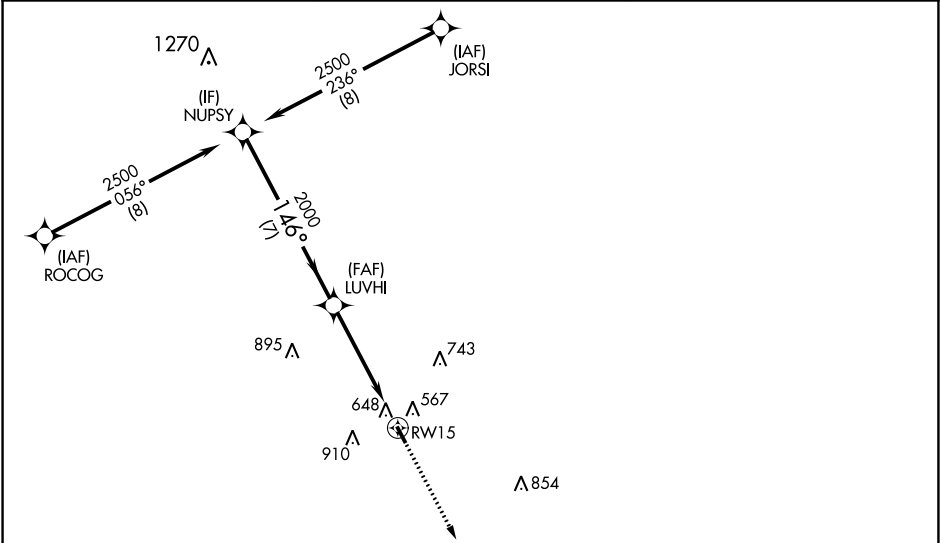 1270
(IAF)
JORSI
2500
236°
(8)
(IF)
NUPSY
2500
056°
(8)
(IAF)
ROCOG
2000
146°
(7)
(FAF)
LUVHI
895
743
648
567
RW15
910
854